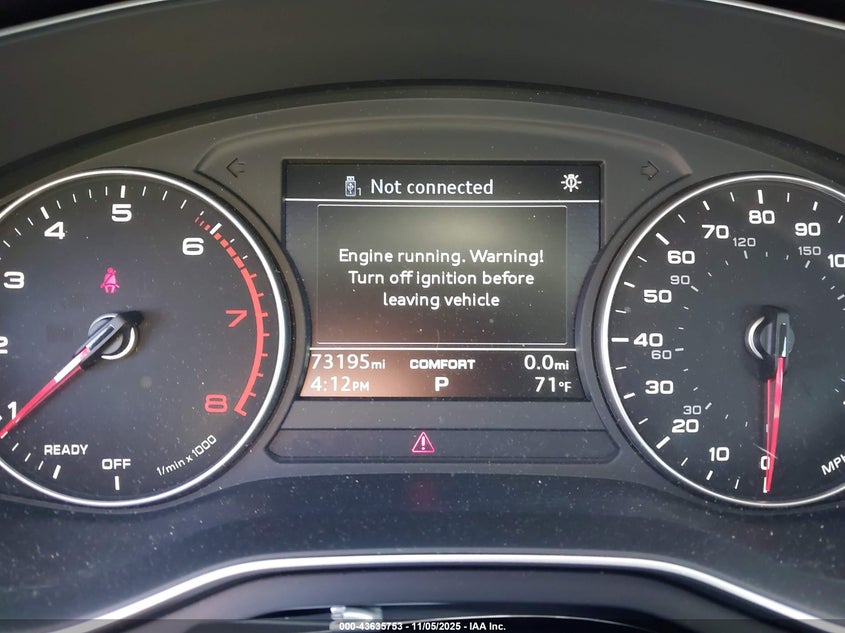 1 Not connected
Engine running. Warning!
Turn off ignition before
leaving vehicle
73195mi COMFORT 0.0mi
4:12PM P 71°F
1 2 3 4 5 6 7 8
READY
OFF
1/min x 1000
0 10 20 30 40 50 60 70 80 90 10
30 60 90 120 150
MPH
000-43635753 - 11/05/2025 - IAA Inc.